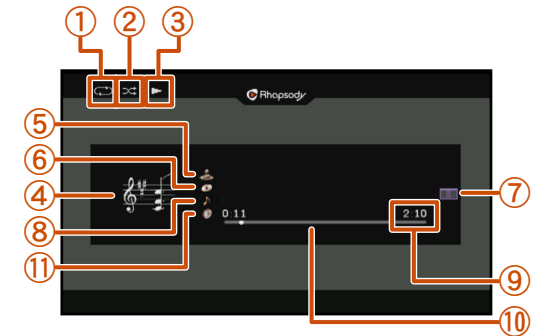 ① ② ③
Rhapsody
⑤
⑥
④ ⑦
⑧ 0:11 2:10
⑪ ⑨
⑩